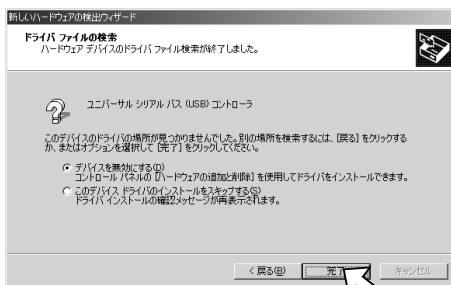 新しいハードウェアの検出ウィザード
ドライバ ファイルの検索
ハードウェア デバイスのドライバ ファイル検索が終了しました。
ユニバーサル シリアル バス (USB) コントローラ
このデバイスのドライバの場所が見つかりませんでした。別の場所を検索するには、[戻る] をクリックする
か、またはオプションを選択して [完了] をクリックしてください。
デバイスを無効にする(D)
コントロール パネルの [ハードウェアの追加と削除] を使用してドライバをインストールできます。
このデバイス ドライバのインストールをスキップする(S)
ドライバ インストールの確認メッセージが再表示されます。
< 戻る(B) 完了 キャンセル